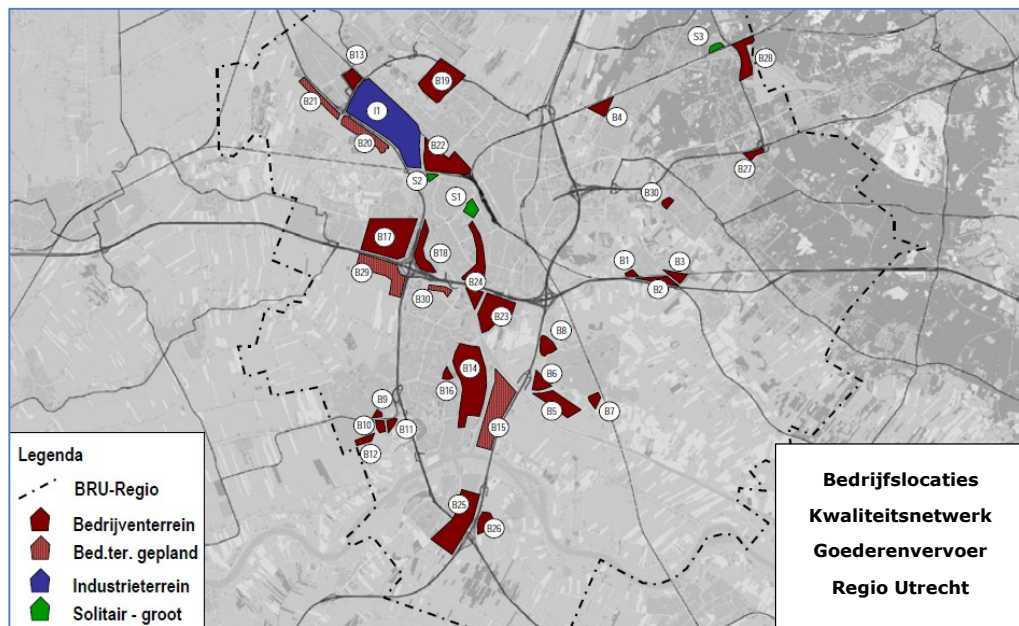 S3
B13
B28
B19
B21
I1
B4
B20
B22
B27
S2
B30
S1
B17
B18
B1
B3
B29
B24
B2
B30
B23
B8
B14
B6
B16
B7
B5
B9
B10
B11
B15
B12
B25
B26
Legenda
BRU-Regio
Bedrijventerrein
Bed.ter. gepland
Industrieterrein
Solitair - groot
Bedrijfslocaties
Kwaliteitsnetwerk
Goederenvervoer
Regio Utrecht